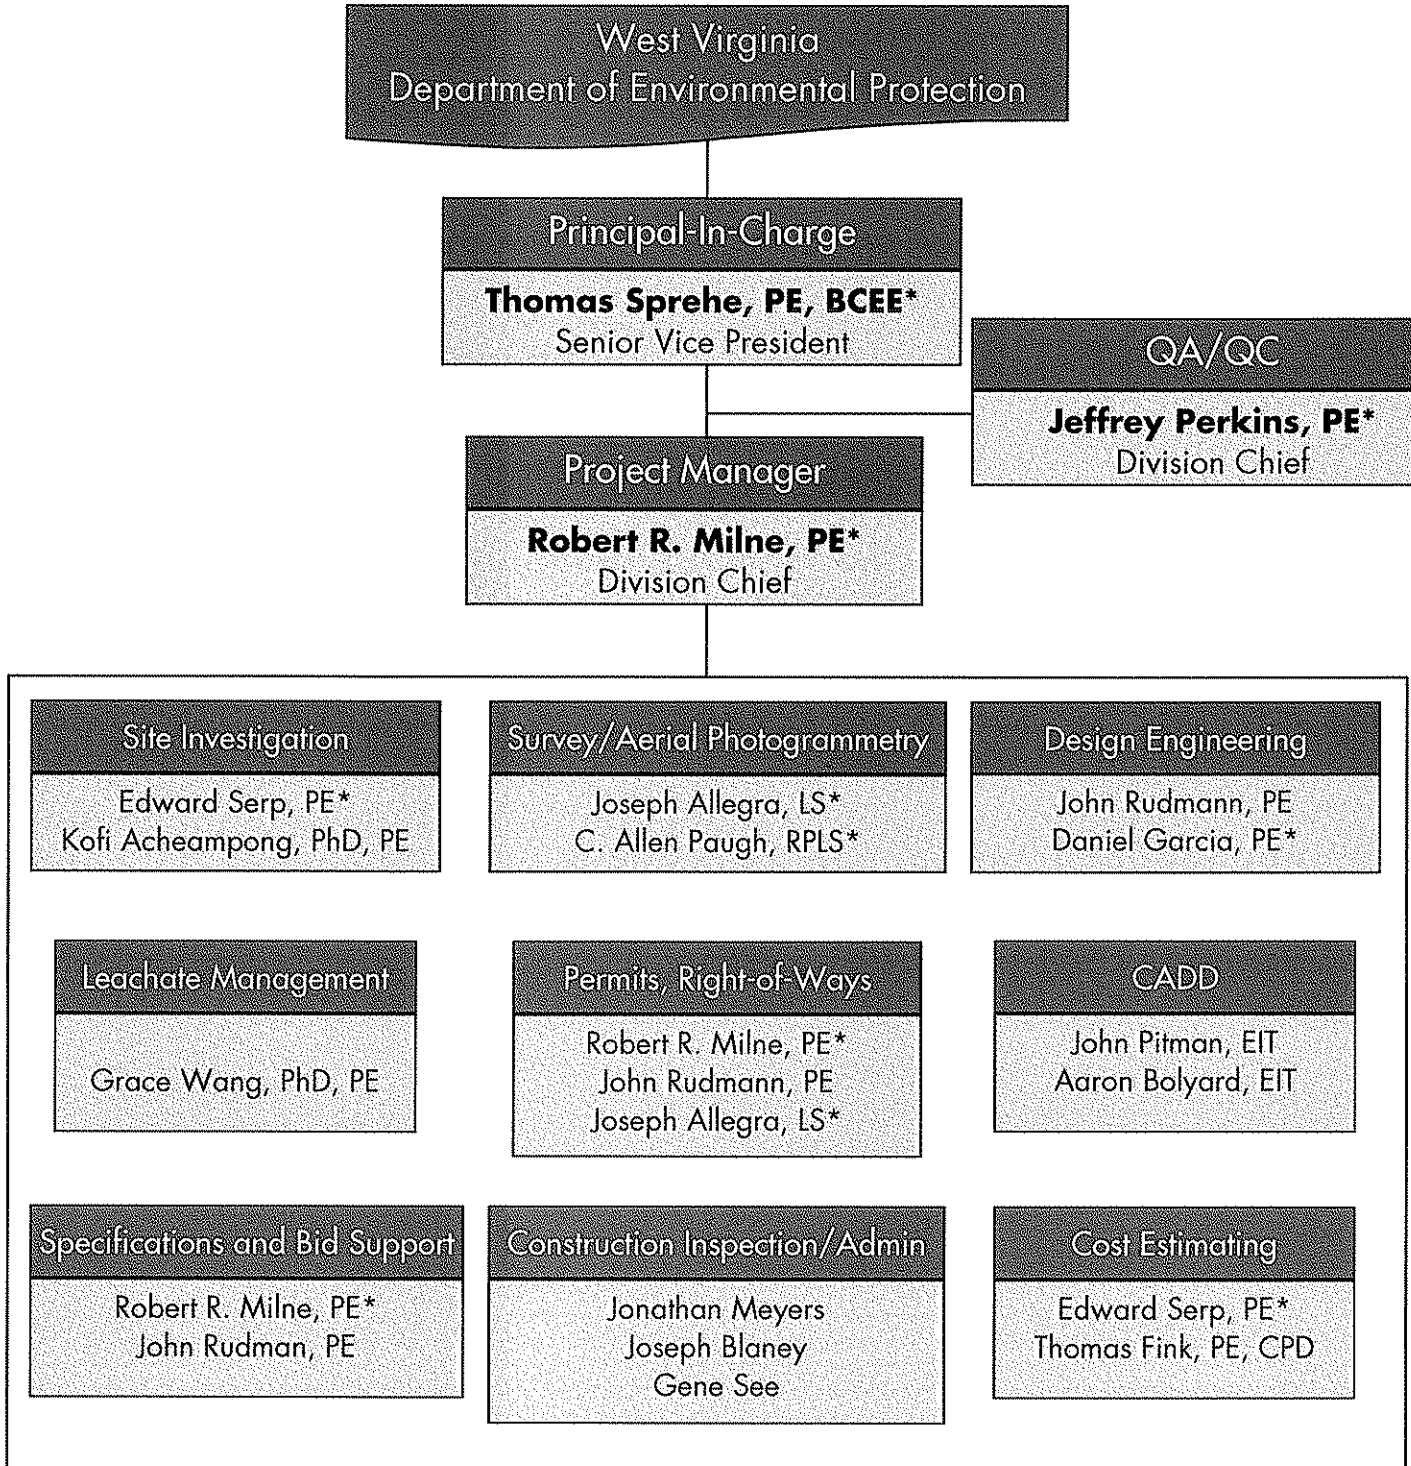 West Virginia
Department of Environmental Protection
Principal-In-Charge
Thomas Sprehe, PE, BCEE*
Senior Vice President
QA/QC
Jeffrey Perkins, PE*
Division Chief
Project Manager
Robert R. Milne, PE*
Division Chief
Site Investigation
Edward Serp, PE*
Kofi Acheampong, PhD, PE
Survey/Aerial Photogrammetry
Joseph Allegra, LS*
C. Allen Paugh, RPLS*
Design Engineering
John Rudmann, PE
Daniel Garcia, PE*
Leachate Management
Grace Wang, PhD, PE
Permits, Right-of-Ways
Robert R. Milne, PE*
John Rudmann, PE
Joseph Allegra, LS*
CADD
John Pitman, EIT
Aaron Bolyard, EIT
Specifications and Bid Support
Robert R. Milne, PE*
John Rudman, PE
Construction Inspection/Admin
Jonathan Meyers
Joseph Blaney
Gene See
Cost Estimating
Edward Serp, PE*
Thomas Fink, PE, CPD